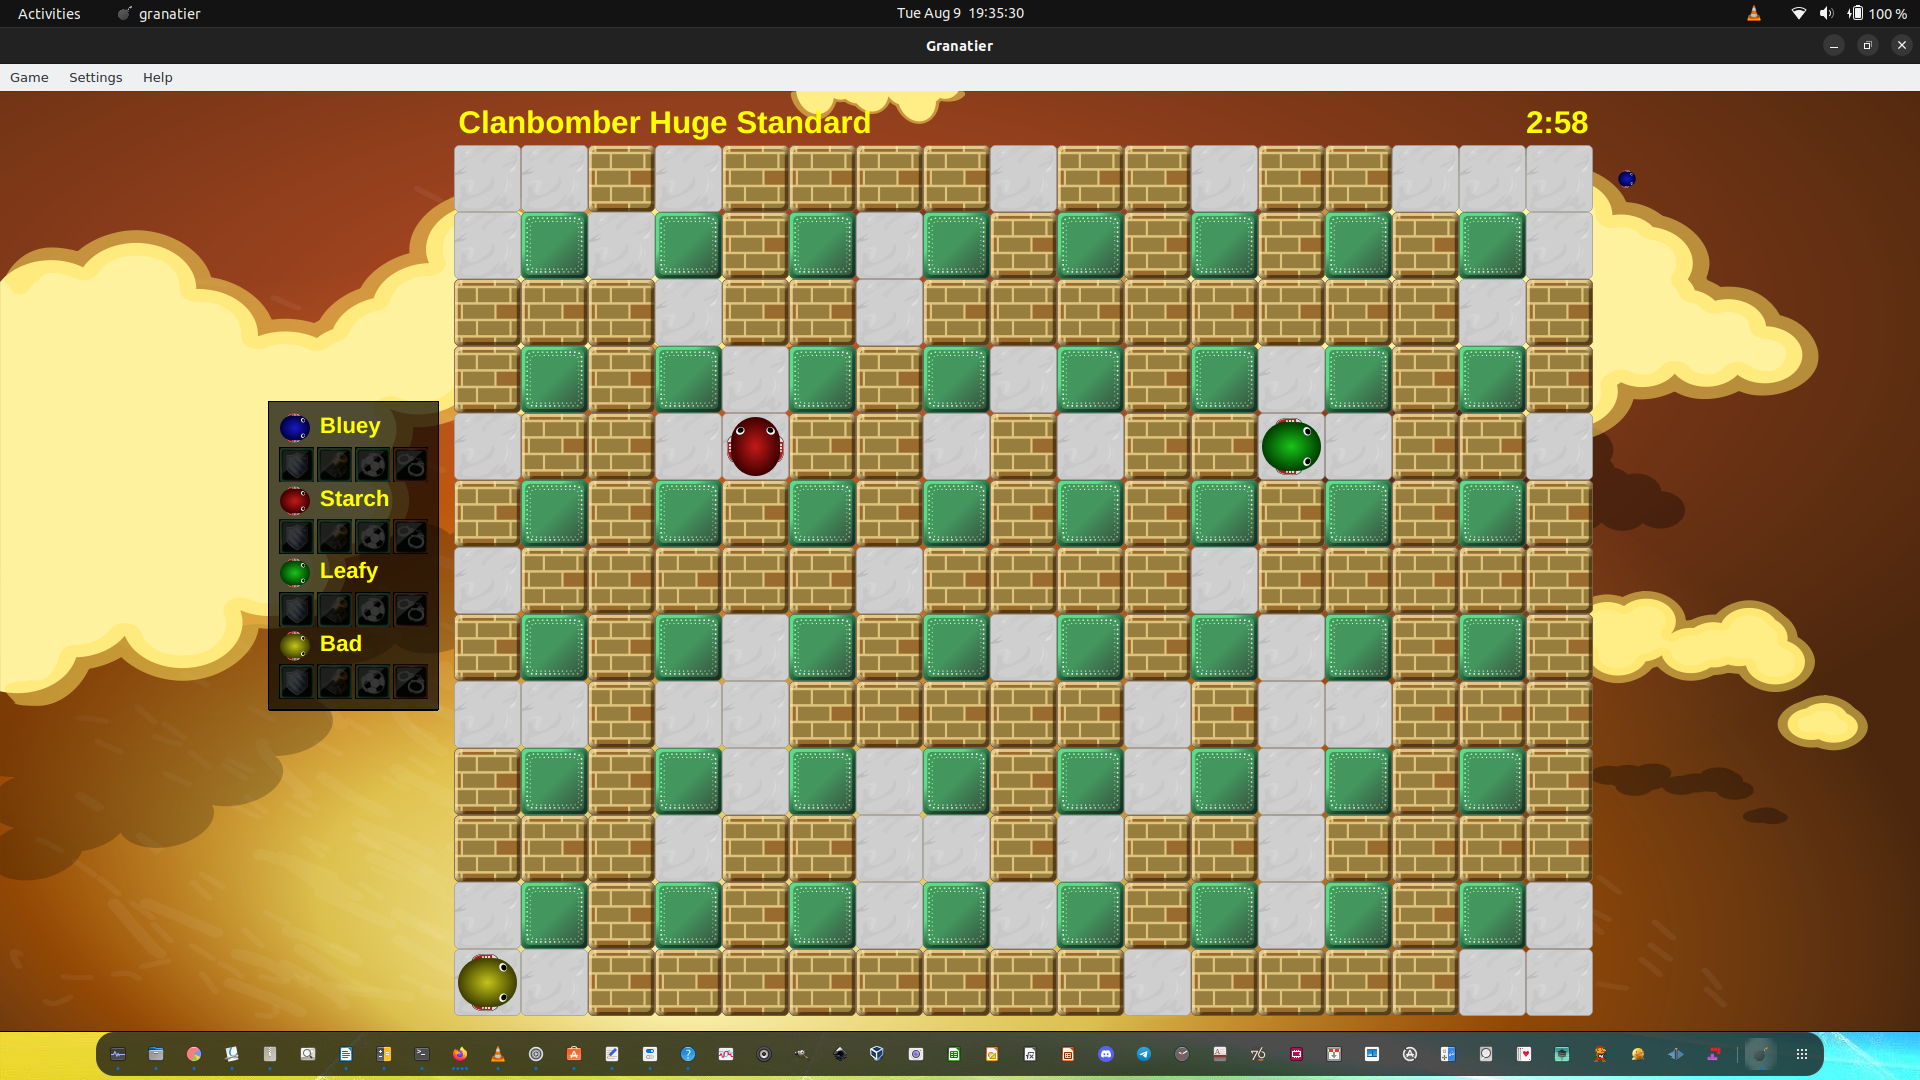 Activities granatier Tue Aug 9 19:35:30 100 %
Granatier
Game Settings Help
Clanbomber Huge Standard 2:58
Bluey
Starch
Leafy
Bad
76